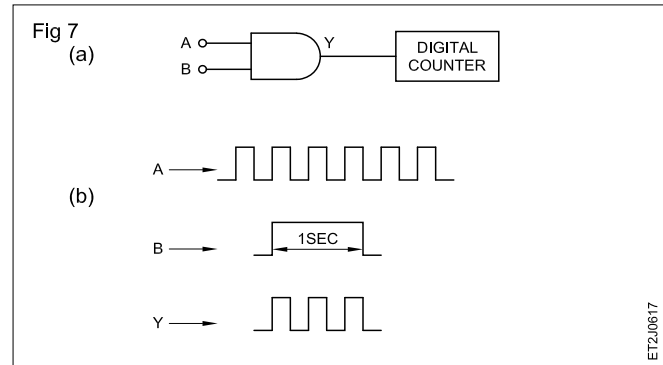 Fig 7
(a)
A
B
Y
DIGITAL
COUNTER
A
(b)
B
1SEC
Y
ET2J0617